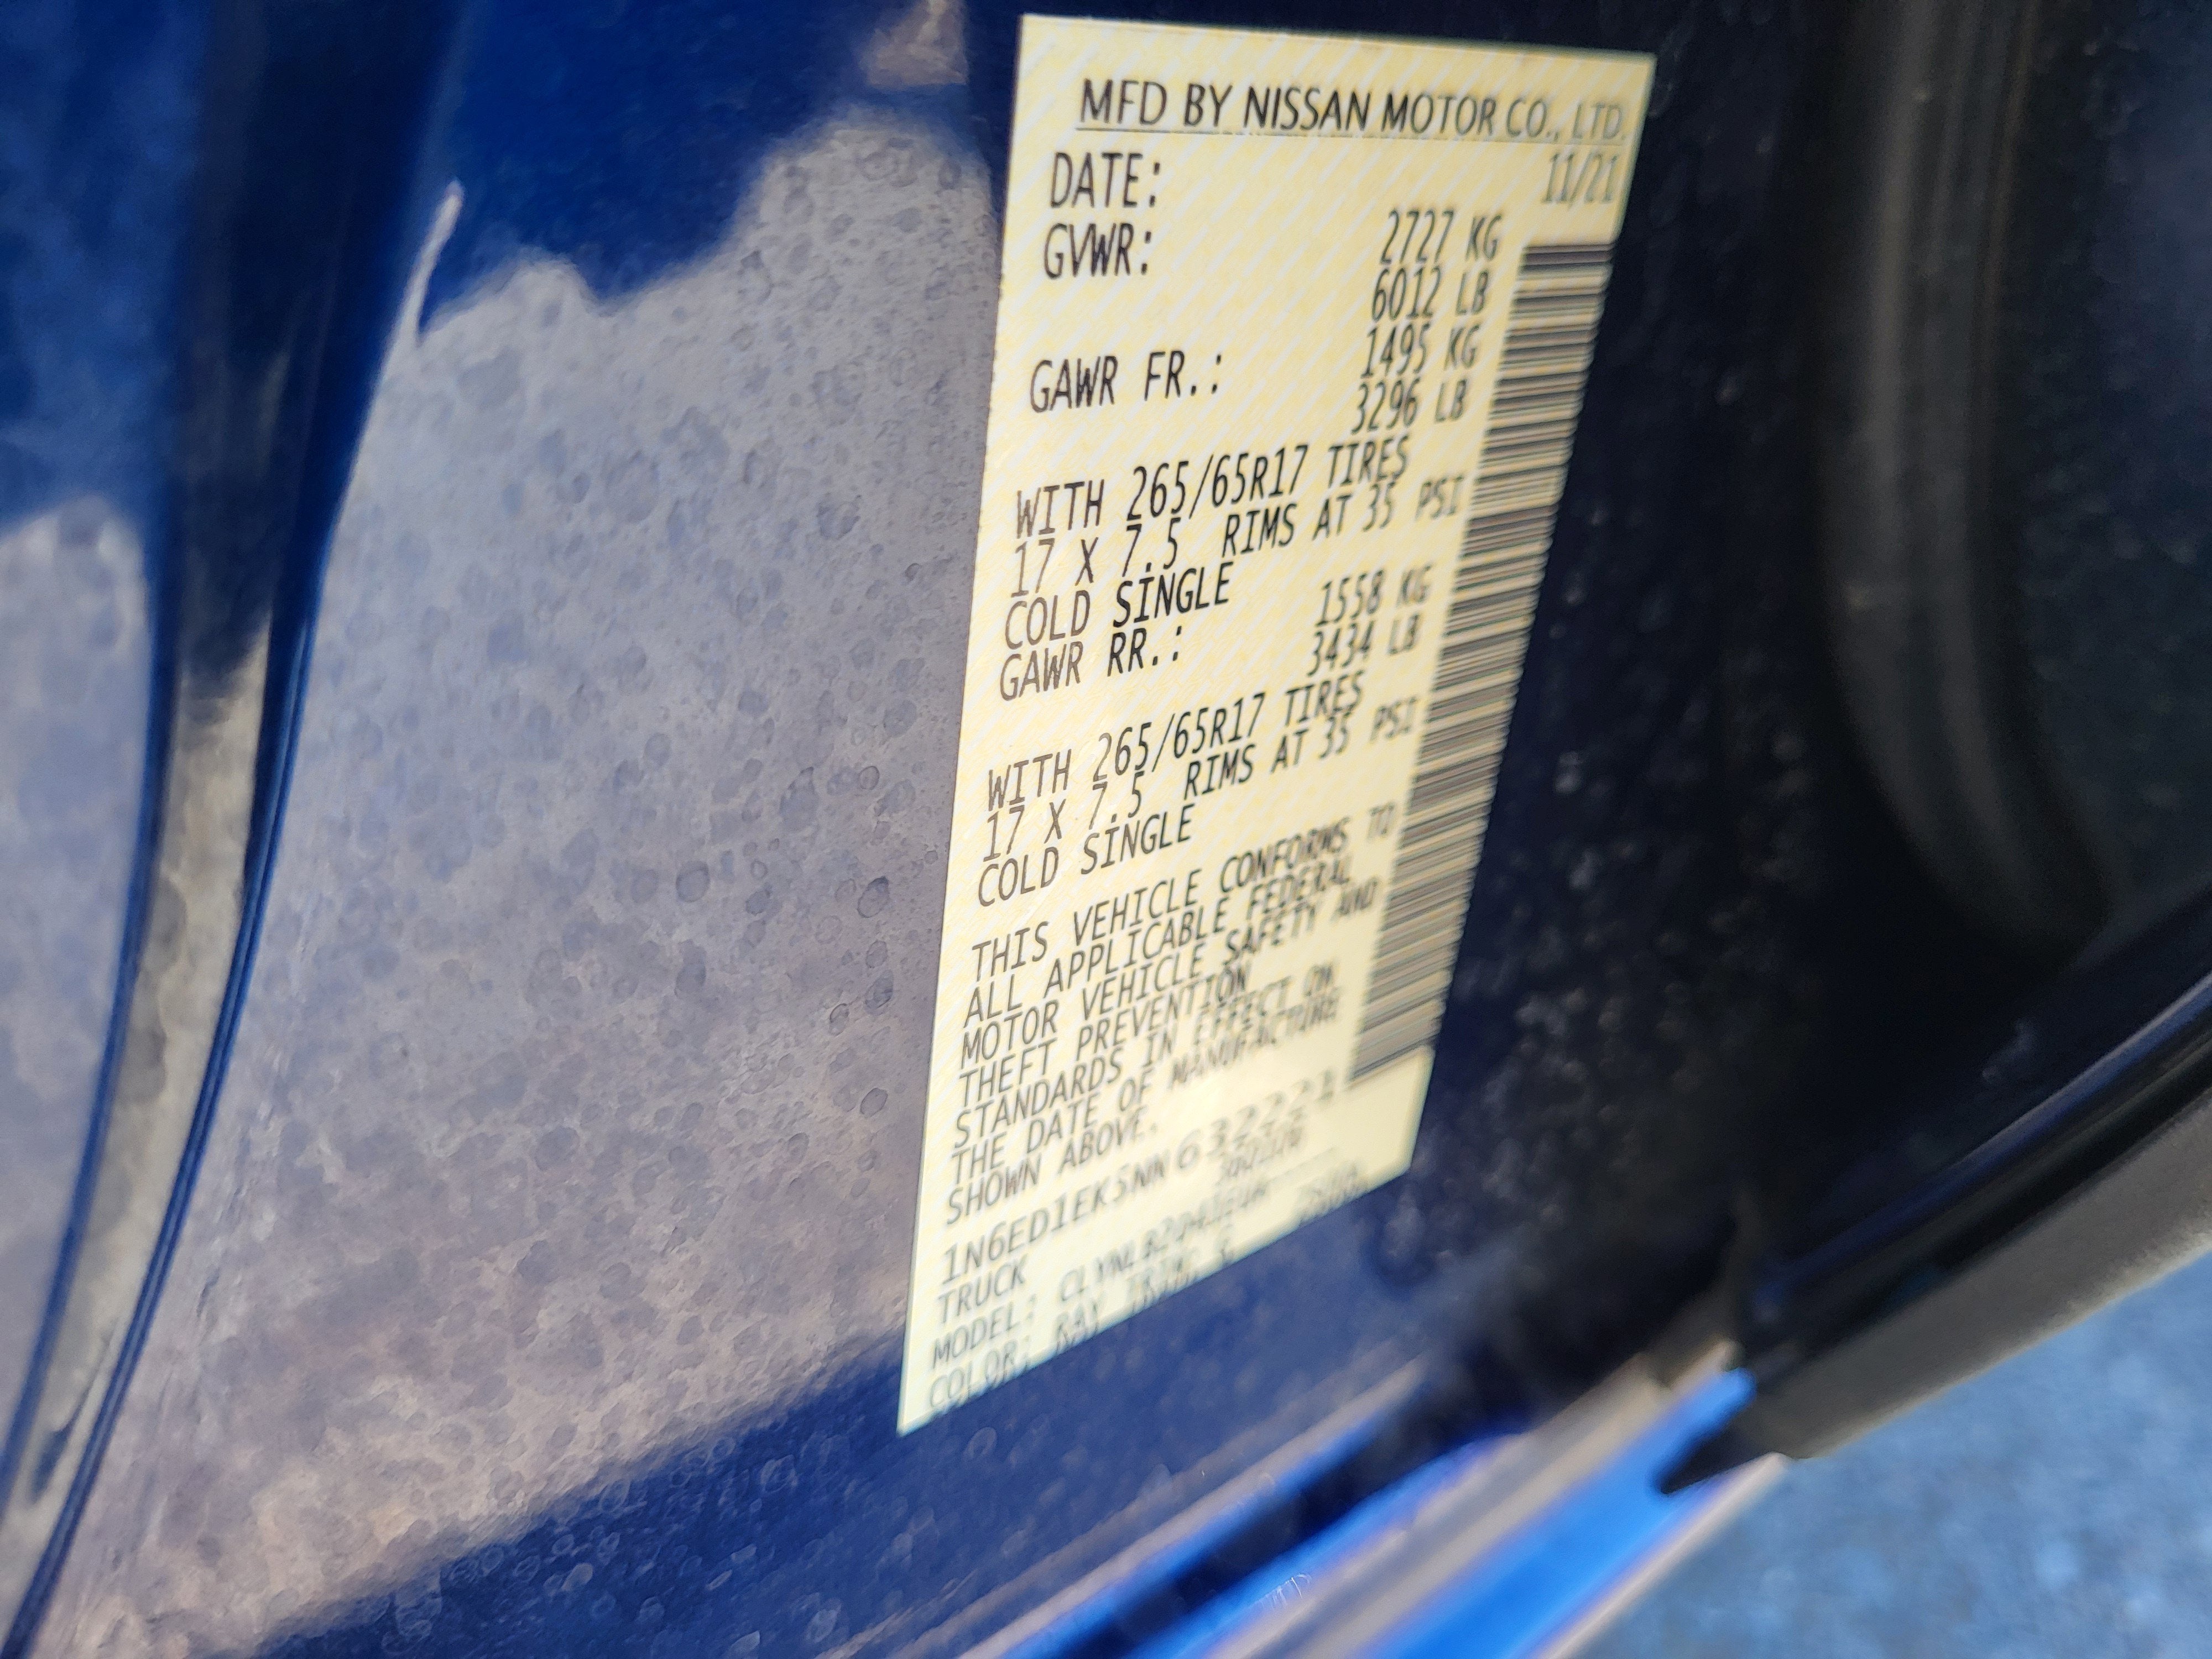 MFD BY NISSAN MOTOR CO., LTD.
DATE: 11/21
GVWR: 2727 KG
6012 LB
GAWR FR.: 1495 KG
3296 LB
WITH 265/65R17 TIRES
17 X 7.5 RIMS AT 35 PSI
COLD SINGLE
GAWR RR.: 1558 KG
3434 LB
WITH 265/65R17 TIRES
17 X 7.5 RIMS AT 35 PSI
COLD SINGLE
THIS VEHICLE CONFORMS TO
ALL APPLICABLE FEDERAL
MOTOR VEHICLE SAFETY AND
THEFT PREVENTION
STANDARDS IN EFFECT ON
THE DATE OF MANUFACTURE
SHOWN ABOVE.
1N6ED1EK5NN632221
TRUCK
MODEL:
COLOR: RAY TRIM: G